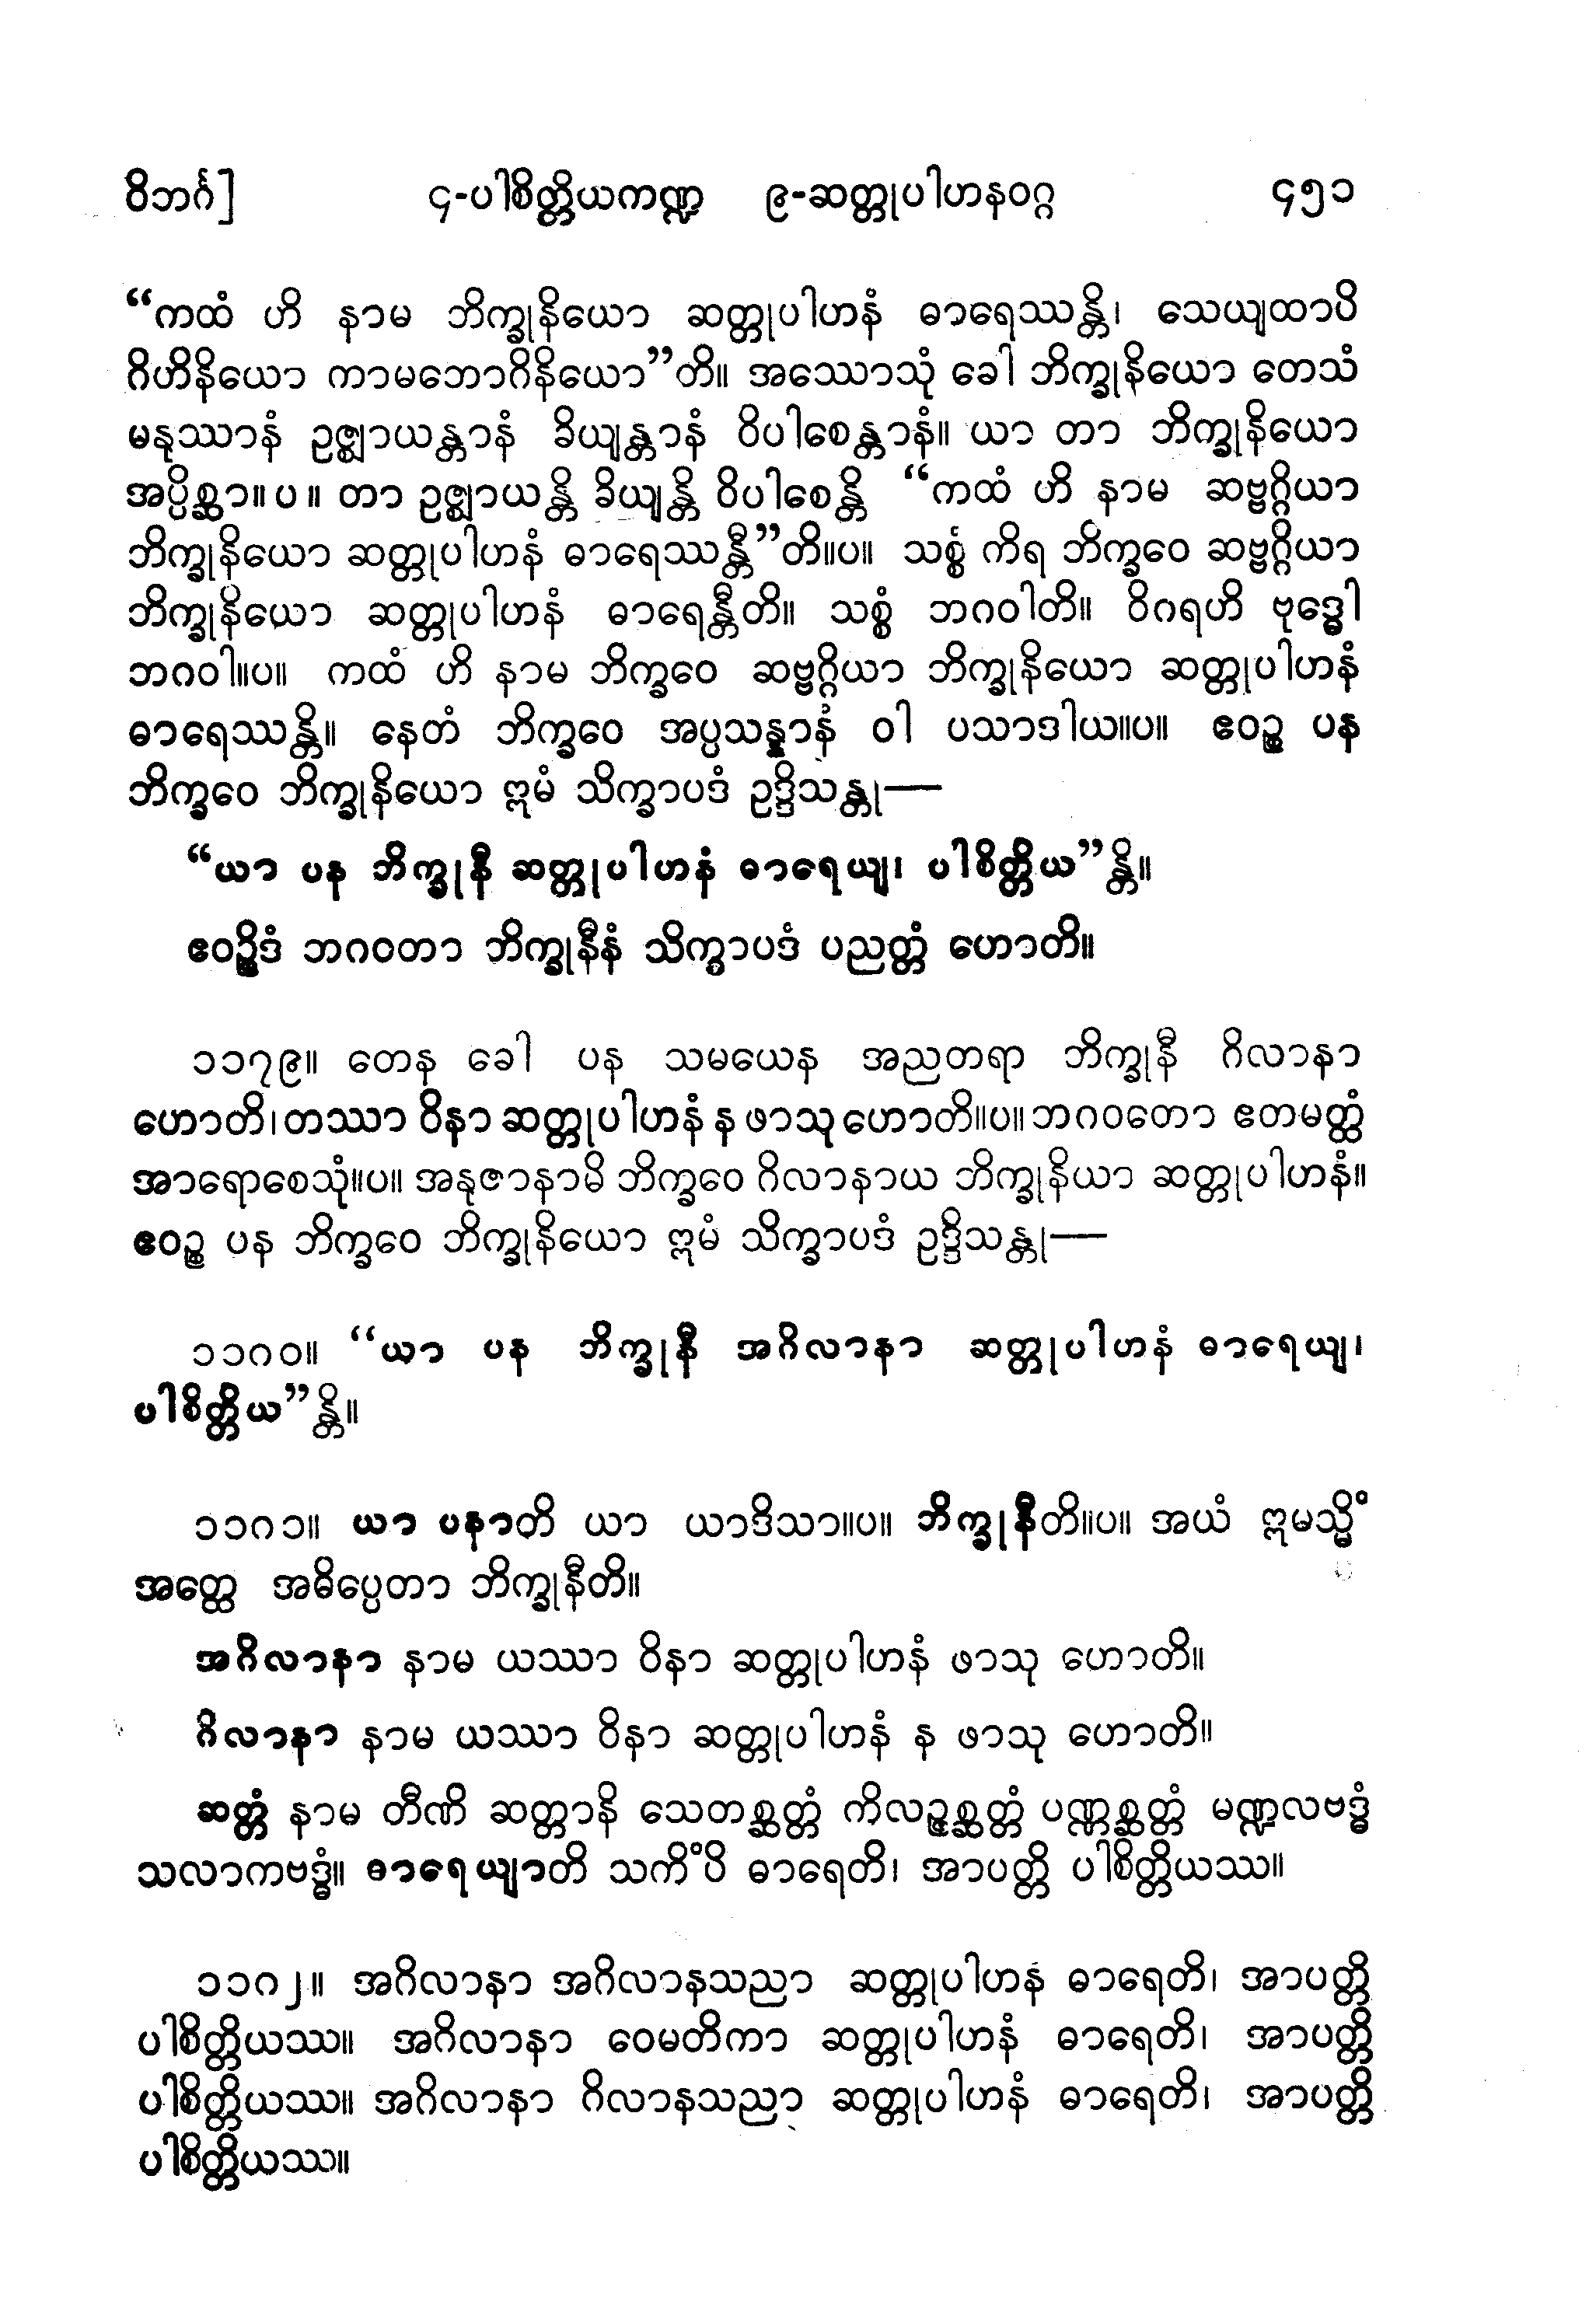 ဝိဘင်္ဂ]  ၄-ပါစိတ္တိယကဏ္ဍ  ၉-ဆတ္တုပါဟနဝဂ္ဂ  ၄၅၁
“ကထံ ဟိ နာမ ဘိက္ခုနိယော ဆတ္တုပါဟနံ ဓာရေဿန္တိ၊ သေယျထာပိ
ဂိဟိနိယော ကာမဘောဂိနိယော”တိ။ အဿောသုံ ခေါ ဘိက္ခုနိယော တေသံ
မနုဿာနံ ဥဇ္ဈာယန္တာနံ ခိယျန္တာနံ ဝိပါစေန္တာနံ။ ယာ တာ ဘိက္ခုနိယော
အပ္ပိစ္ဆာ။ပ။ တာ ဥဇ္ဈာယန္တိ ခိယျန္တိ ဝိပါစေန္တိ “ကထံ ဟိ နာမ ဆဗ္ဗဂ္ဂိယာ
ဘိက္ခုနိယော ဆတ္တုပါဟနံ ဓာရေဿန္တီ”တိ။ပ။ သစ္စံ ကိရ ဘိက္ခဝေ ဆဗ္ဗဂ္ဂိယာ
ဘိက္ခုနိယော ဆတ္တုပါဟနံ ဓာရေန္တီတိ။ သစ္စံ ဘဂဝါတိ။ ဝိဂရဟိ ဗုဒ္ဓေါ
ဘဂဝါ။ပ။ ကထံ ဟိ နာမ ဘိက္ခဝေ ဆဗ္ဗဂ္ဂိယာ ဘိက္ခုနိယော ဆတ္တုပါဟနံ
ဓာရေဿန္တိ။ နေတံ ဘိက္ခဝေ အပ္ပသန္နာနံ ဝါ ပသာဒါယ။ပ။ ဧဝဉ္စ ပန
ဘိက္ခဝေ ဘိက္ခုနိယော ဣမံ သိက္ခာပဒံ ဥဒ္ဒိသန္တု—
“ယာ ပန ဘိက္ခုနီ ဆတ္တုပါဟနံ ဓာရေယျ၊ ပါစိတ္တိယ”န္တိ။
ဧဝဉ္စိဒံ ဘဂဝတာ ဘိက္ခုနီနံ သိက္ခာပဒံ ပညတ္တံ ဟောတိ။
၁၁၇၉။ တေန ခေါ ပန သမယေန အညတရာ ဘိက္ခုနီ ဂိလာနာ
ဟောတိ၊ တဿာ ဝိနာ ဆတ္တုပါဟနံ န ဖာသု ဟောတိ။ပ။ ဘဂဝတော ဧတမတ္ထံ
အာရောစေသုံ။ပ။ အနုဇာနာမိ ဘိက္ခဝေ ဂိလာနာယ ဘိက္ခုနိယာ ဆတ္တုပါဟနံ။
ဧဝဉ္စ ပန ဘိက္ခဝေ ဘိက္ခုနိယော ဣမံ သိက္ခာပဒံ ဥဒ္ဒိသန္တု—
၁၁၈၀။ “ယာ ပန ဘိက္ခုနီ အဂိလာနာ ဆတ္တုပါဟနံ ဓာရေယျ၊
ပါစိတ္တိယ”န္တိ။
၁၁၈၁။ ယာ ပနာတိ ယာ ယာဒိသာ။ပ။ ဘိက္ခုနီတိ။ပ။ အယံ ဣမသ္မိံ
အတ္ထေ အဓိပ္ပေတာ ဘိက္ခုနီတိ။
အဂိလာနာ နာမ ယဿာ ဝိနာ ဆတ္တုပါဟနံ ဖာသု ဟောတိ။
ဂိလာနာ နာမ ယဿာ ဝိနာ ဆတ္တုပါဟနံ န ဖာသု ဟောတိ။
ဆတ္တံ နာမ တီဏိ ဆတ္တာနိ သေတစ္ဆတ္တံ ကိလဉ္ဇစ္ဆတ္တံ ပဏ္ဏစ္ဆတ္တံ မဏ္ဍလဗဒ္ဓံ
သလာကဗဒ္ဓံ။ ဓာရေယျာတိ သကိံပိ ဓာရေတိ၊ အာပတ္တိ ပါစိတ္တိယဿ။
၁၁၈၂။ အဂိလာနာ အဂိလာနသညာ ဆတ္တုပါဟနံ ဓာရေတိ၊ အာပတ္တိ
ပါစိတ္တိယဿ။ အဂိလာနာ ဝေမတိကာ ဆတ္တုပါဟနံ ဓာရေတိ၊ အာပတ္တိ
ပါစိတ္တိယဿ။ အဂိလာနာ ဂိလာနသညာ ဆတ္တုပါဟနံ ဓာရေတိ၊ အာပတ္တိ
ပါစိတ္တိယဿ။